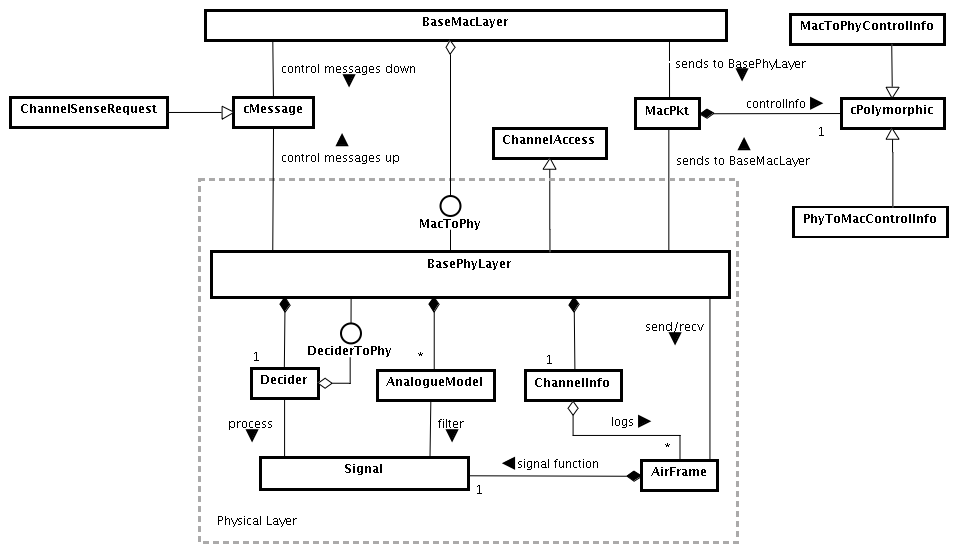 BaseMacLayer
MacToPhyControlInfo
control messages down
sends to BasePhyLayer
ChannelSenseRequest
cMessage
MacPkt
controlInfo
1
cPolymorphic
ChannelAccess
control messages up
sends to BaseMacLayer
MacToPhy
PhyToMacControlInfo
BasePhyLayer
send/recv
DeciderToPhy
1
*
1
Decider
AnalogueModel
ChannelInfo
process
filter
logs
*
Signal
signal function
AirFrame
1
Physical Layer